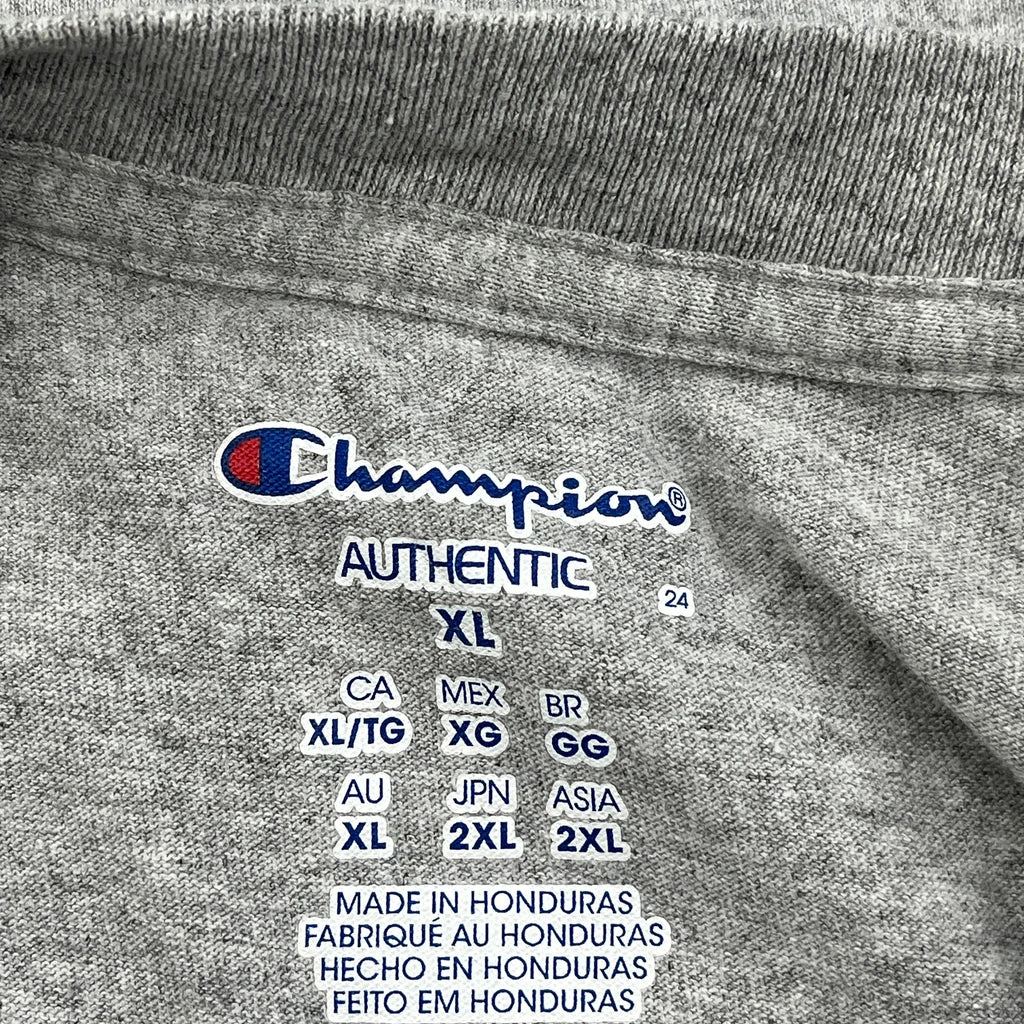 Champion®
AUTHENTIC
24
XL
CA MEX BR
XL/TG XG GG
AU JPN ASIA
XL 2XL 2XL
MADE IN HONDURAS
FABRIQUÉ AU HONDURAS
HECHO EN HONDURAS
FEITO EM HONDURAS